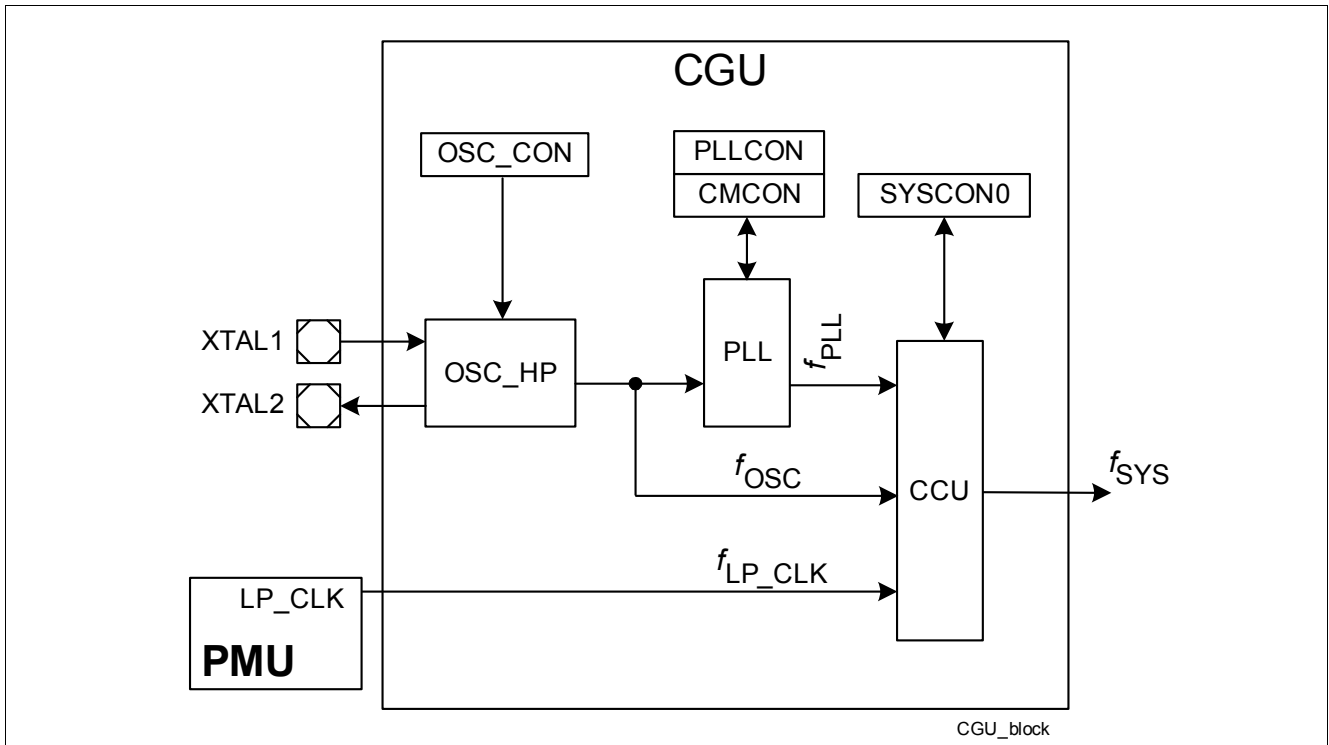 CGU
OSC_CON
PLLCON
CMCON
SYSCON0
XTAL1
XTAL2
OSC_HP
PLL
fPLL
fOSC
CCU
fSYS
fLP_CLK
LP_CLK
PMU
CGU_block